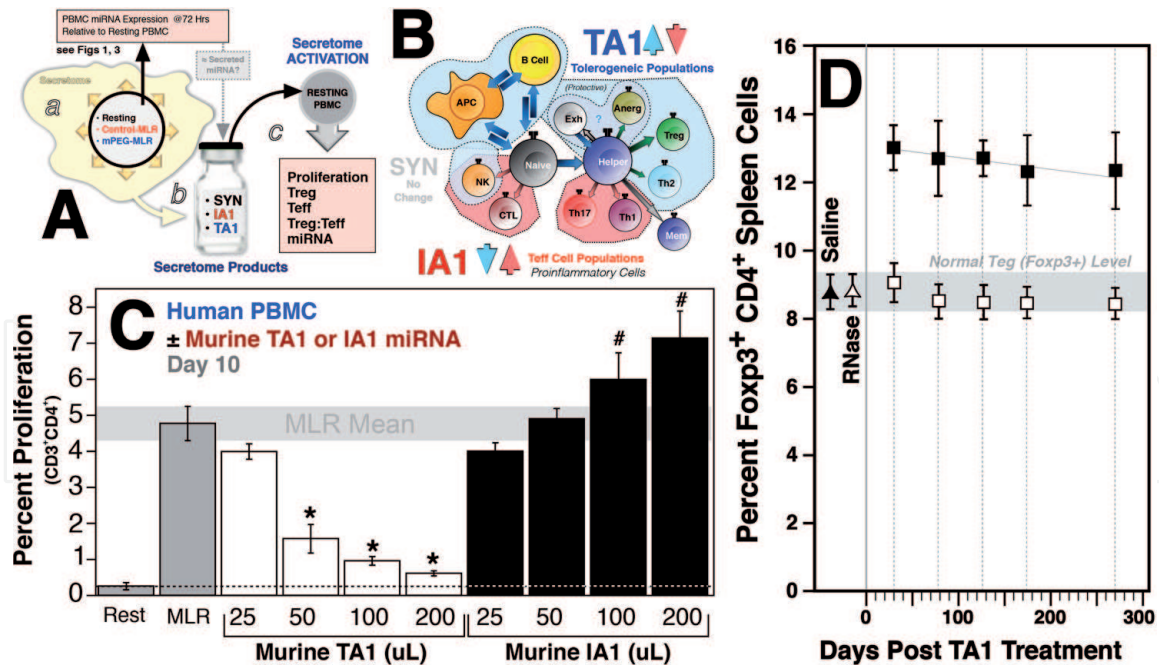 A
PBMC miRNA Expression @72 Hrs
Relative to Resting PBMC
see Figs 1, 3
Secretome
a
• Resting
• Control-MLR
• mPEG-MLR
= Secreted
miRNA?
b
• SYN
• IA1
• TA1
Secretome Products
Secretome
ACTIVATION
RESTING
PBMC
c
Proliferation
Treg
Teff
Treg:Teff
miRNA
B
TA1
Tolerogeneic Populations
B Cell
APC
(Protective)
Exh
?
Anerg
Treg
SYN
No
Change
Naive
Helper
NK
Th2
CTL
Th17
Th1
Mem
IA1
Teff Cell Populations
Proinflammatory Cells
C
Human PBMC
± Murine TA1 or IA1 miRNA
Day 10
Percent Proliferation
(CD3+CD4+)
8
7
6
5
4
3
2
1
0
MLR Mean
* * *
# #
Rest MLR 25 50 100 200 25 50 100 200
Murine TA1 (uL) Murine IA1 (uL)
D
Percent Foxp3+ CD4+ Spleen Cells
16
14
12
10
8
6
4
2
0
Saline
RNase
Normal Teg (Foxp3+) Level
0 100 200 300
Days Post TA1 Treatment